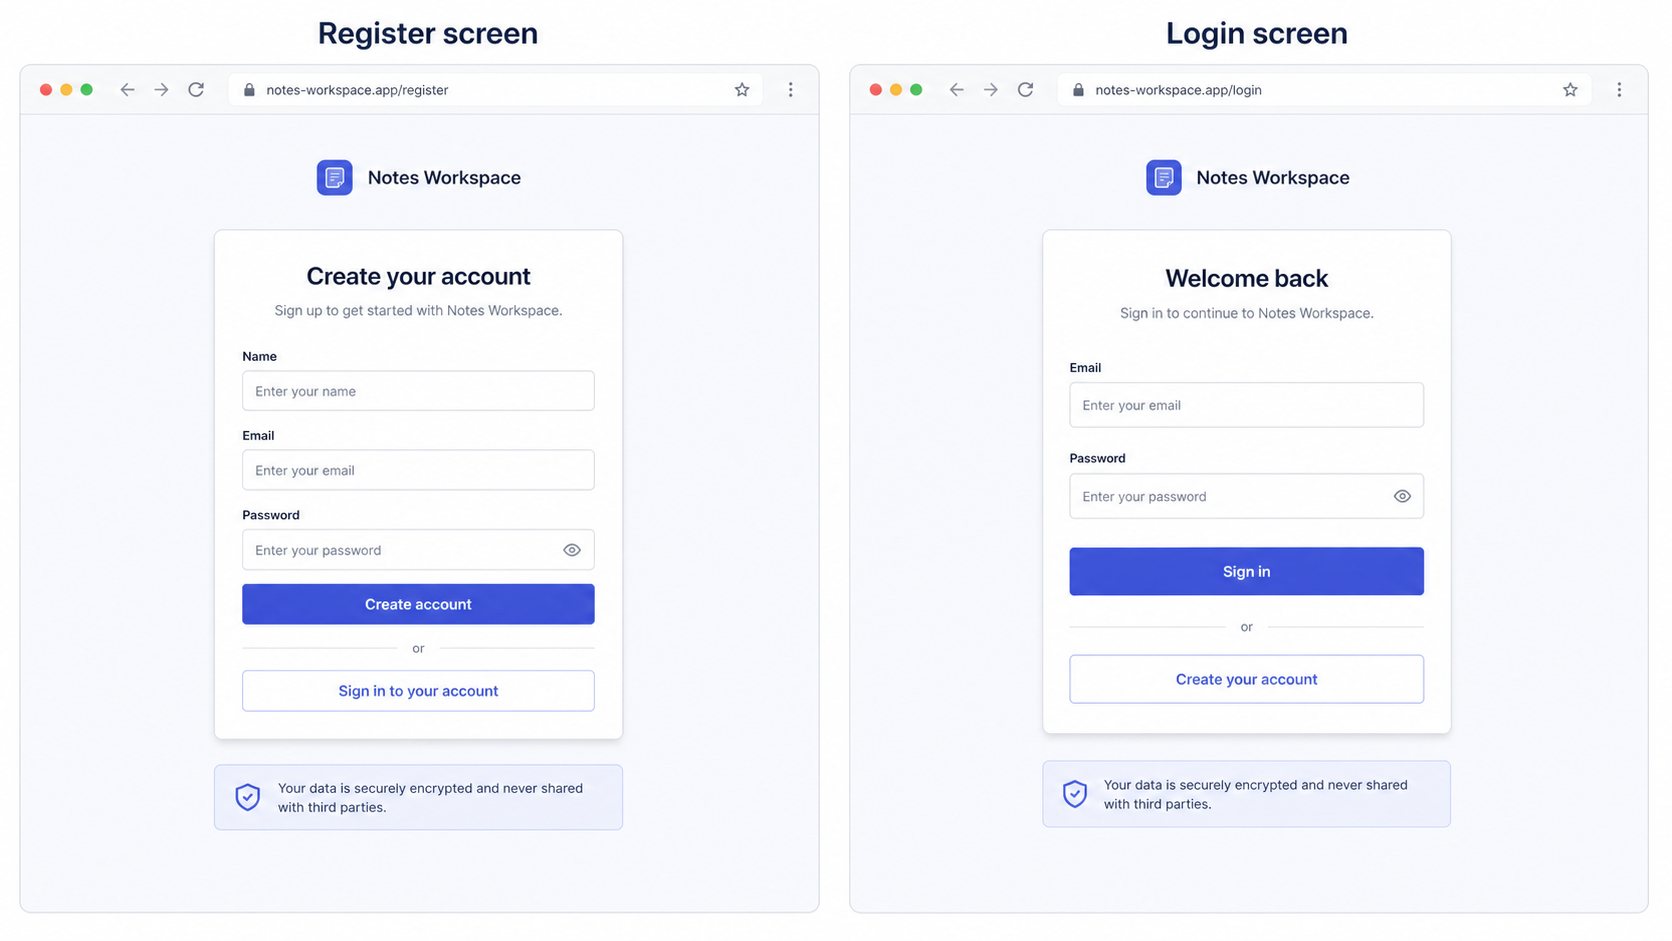 Register screen
notes-workspace.app/register
Notes Workspace
Create your account
Sign up to get started with Notes Workspace.
Name
Enter your name
Email
Enter your email
Password
Enter your password
Create account
or
Sign in to your account
Your data is securely encrypted and never shared
with third parties.
Login screen
notes-workspace.app/login
Notes Workspace
Welcome back
Sign in to continue to Notes Workspace.
Email
Enter your email
Password
Enter your password
Sign in
or
Create your account
Your data is securely encrypted and never shared
with third parties.